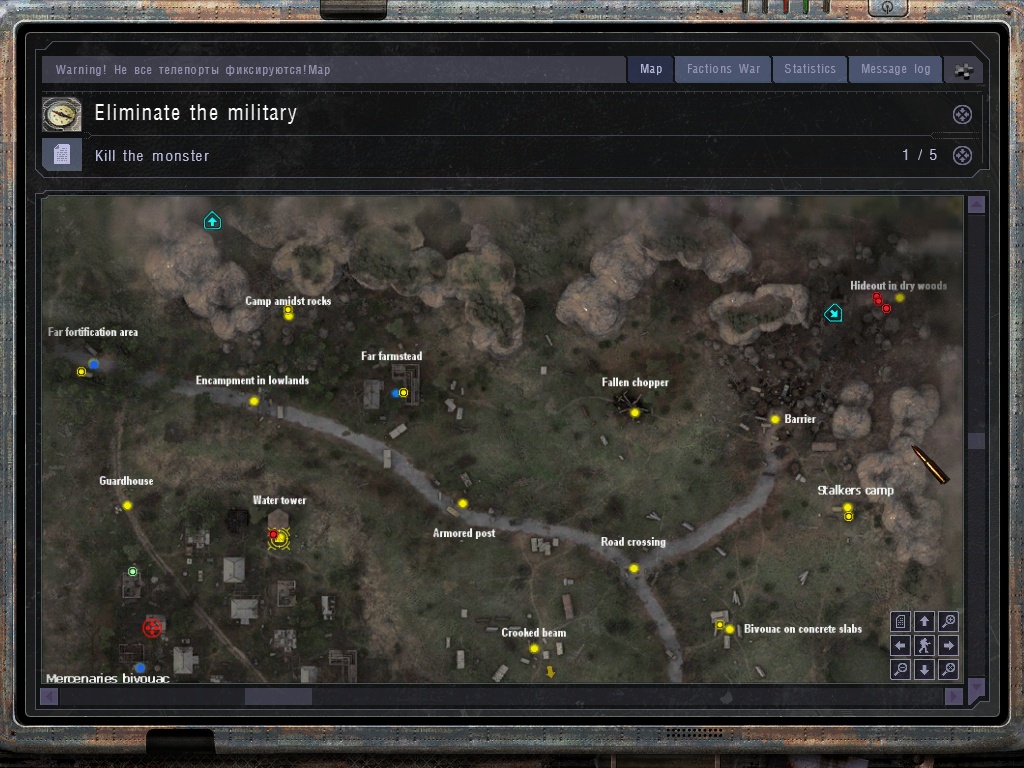 Warning! Не все телепорты фиксируются!Map
Map
Factions War
Statistics
Message log
Eliminate the military
Kill the monster
1 / 5
Hideout in dry woods
Camp amidst rocks
Far fortification area
Far farmstead
Encampment in lowlands
Fallen chopper
Barrier
Guardhouse
Stalkers camp
Water tower
Armored post
Road crossing
Crooked beam
Bivouac on concrete slabs
Mercenaries bivouac